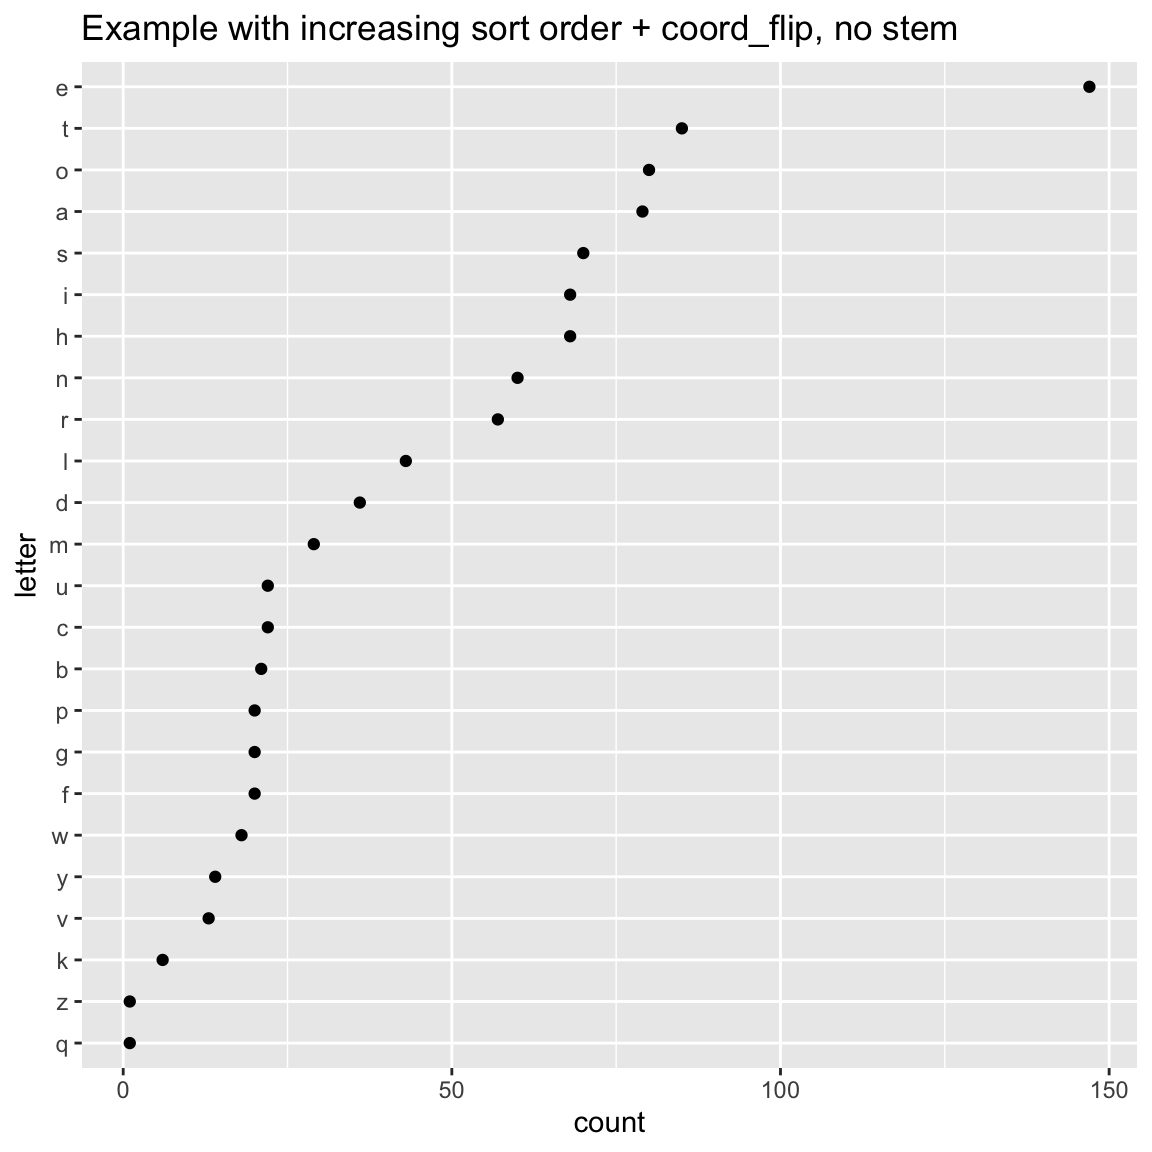 Example with increasing sort order + coord_flip, no stem
letter
e
t
o
a
s
i
h
n
r
l
d
m
u
c
b
p
g
f
w
y
v
k
z
q
0 50 100 150
count